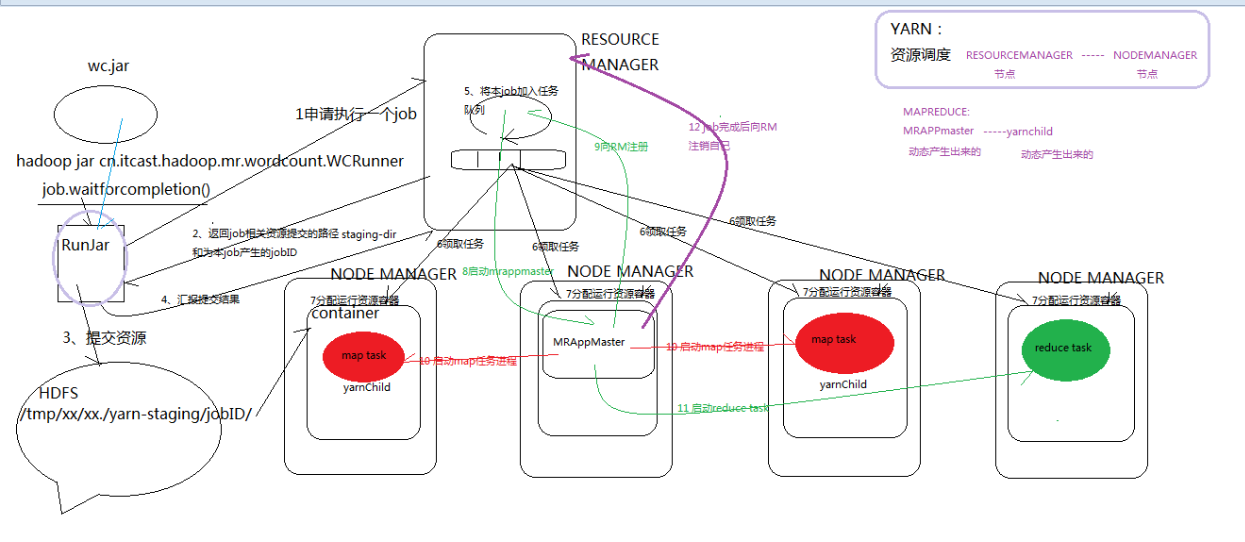 wc.jar
hadoop jar cn.itcast.hadoop.mr.wordcount.WCRunner
job.waitforcompletion()
RunJar
3、提交资源
HDFS
/tmp/xx/xx./yarn-staging/jobID/
1申请执行一个job
2、返回job相关资源提交的路径 staging-dir
和为本job产生的jobID
4、汇报提交结果
RESOURCE
MANAGER
5、将本job加入任务
队列
9向RM注册
12 job完成后向RM
注销自己
6领取任务
6领取任务
6领取任务
6领取任务
8启动mrappmaster
NODE MANAGER
7分配运行资源容器
container
map task
yarnChild
10 启动map任务进程
NODE MANAGER
7分配运行资源容器
MRAppMaster
10 启动map任务进程
11 启动reduce task
NODE MANAGER
7分配运行资源容器
map task
yarnChild
NODE MANAGER
7分配运行资源容器
reduce task
YARN：
资源调度 RESOURCEMANAGER ----- NODEMANAGER
节点 节点
MAPREDUCE:
MRAPPmaster -----yarnchild
动态产生出来的 动态产生出来的